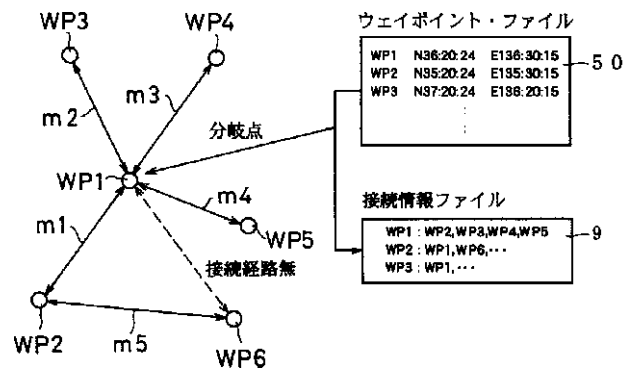 WP3
WP4
m2
m3
WP1
m1
m4
WP5
接続経路無
WP2
m5
WP6
分岐点
ウェイポイント・ファイル
WP1 N36:20:24 E136:30:15
WP2 N35:20:24 E135:30:15
WP3 N37:20:24 E136:20:15
⋮
50
接続情報ファイル
WP1 : WP2,WP3,WP4,WP5
WP2 : WP1,WP6,・・・
WP3 : WP1,・・・
9